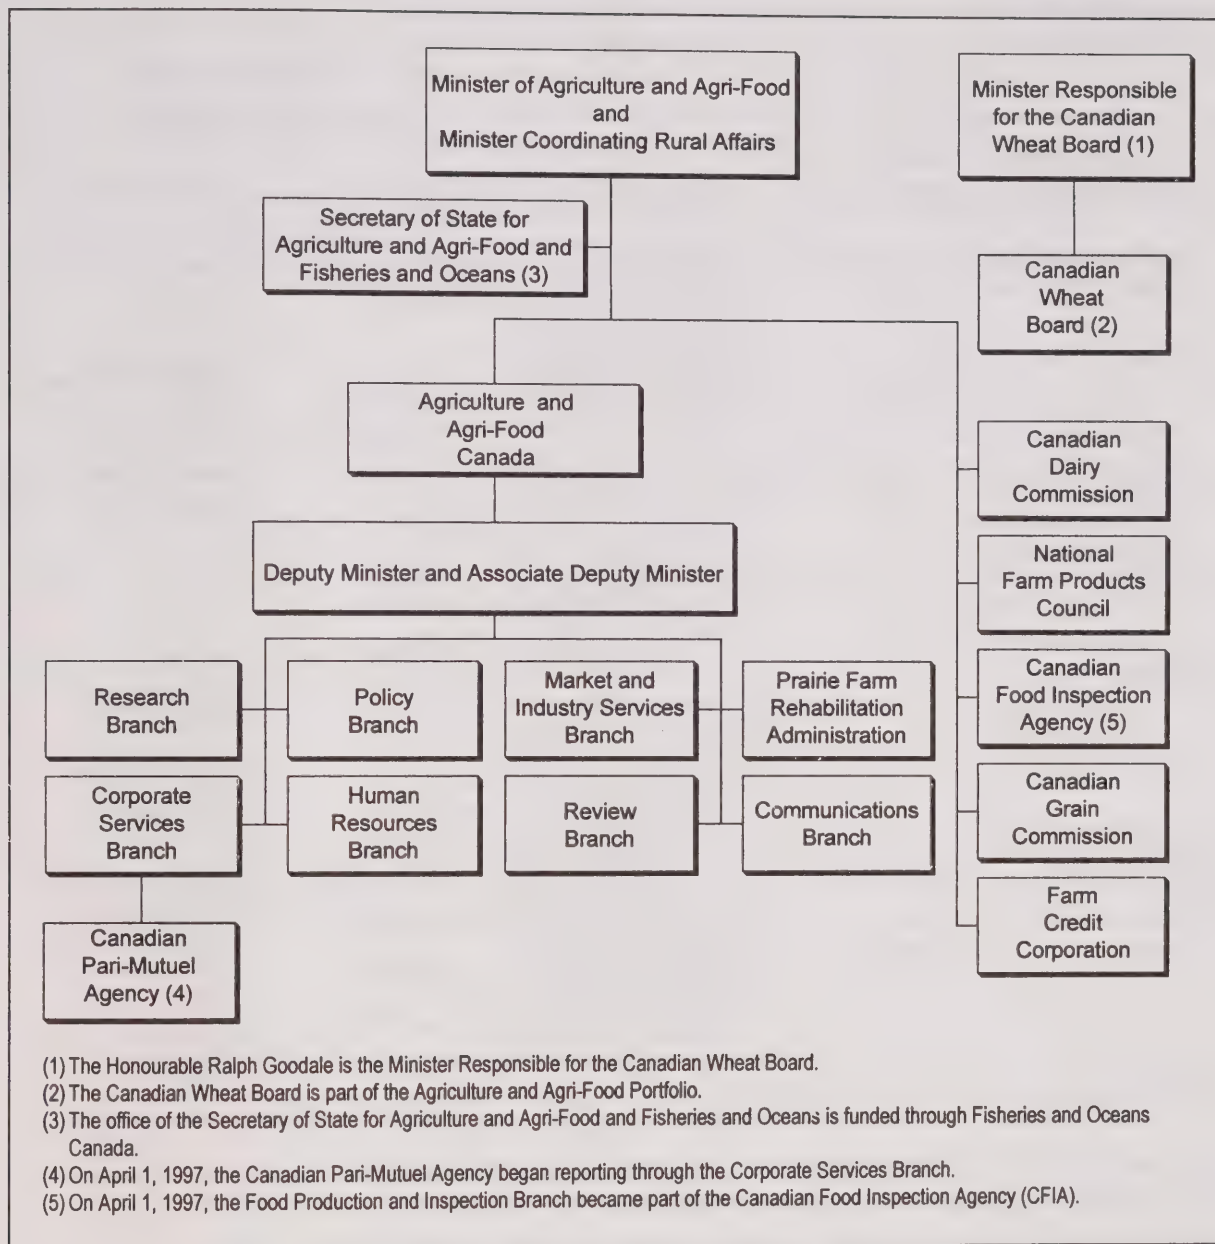 Minister of Agriculture and Agri-Food
and
Minister Coordinating Rural Affairs
Minister Responsible
for the Canadian
Wheat Board (1)
Secretary of State for
Agriculture and Agri-Food and
Fisheries and Oceans (3)
Canadian
Wheat
Board (2)
Agriculture and
Agri-Food
Canada
Deputy Minister and Associate Deputy Minister
Canadian
Dairy
Commission
National
Farm Products
Council
Canadian
Food Inspection
Agency (5)
Canadian
Grain
Commission
Farm
Credit
Corporation
Research
Branch
Policy
Branch
Market and
Industry Services
Branch
Prairie Farm
Rehabilitation
Administration
Corporate
Services
Branch
Human
Resources
Branch
Review
Branch
Communications
Branch
Canadian
Pari-Mutuel
Agency (4)
(1) The Honourable Ralph Goodale is the Minister Responsible for the Canadian Wheat Board.
(2) The Canadian Wheat Board is part of the Agriculture and Agri-Food Portfolio.
(3) The office of the Secretary of State for Agriculture and Agri-Food and Fisheries and Oceans is funded through Fisheries and Oceans
Canada.
(4) On April 1, 1997, the Canadian Pari-Mutuel Agency began reporting through the Corporate Services Branch.
(5) On April 1, 1997, the Food Production and Inspection Branch became part of the Canadian Food Inspection Agency (CFIA).